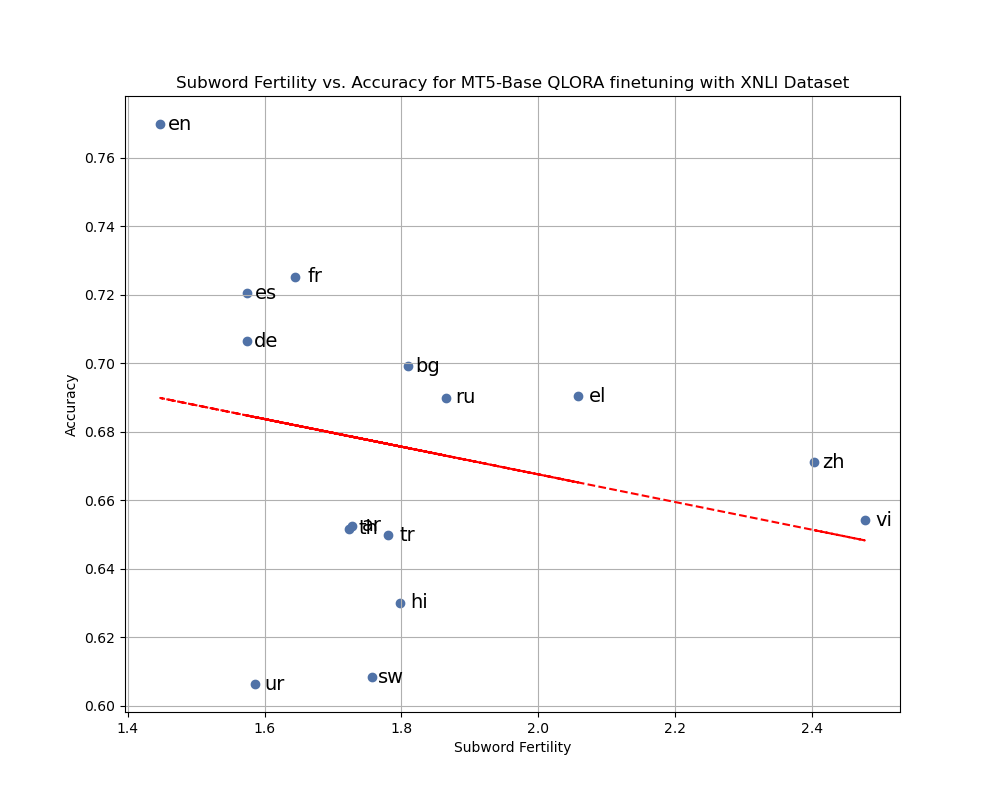 Subword Fertility vs. Accuracy for MT5-Base QLORA finetuning with XNLI Dataset
en
0.76
0.74
fr
0.72
es
de
0.70
bg
ru
el
Accuracy
0.68
zh
0.66
vi
ar
th
tr
0.64
hi
0.62
sw
ur
0.60
1.4 1.6 1.8 2.0 2.2 2.4
Subword Fertility